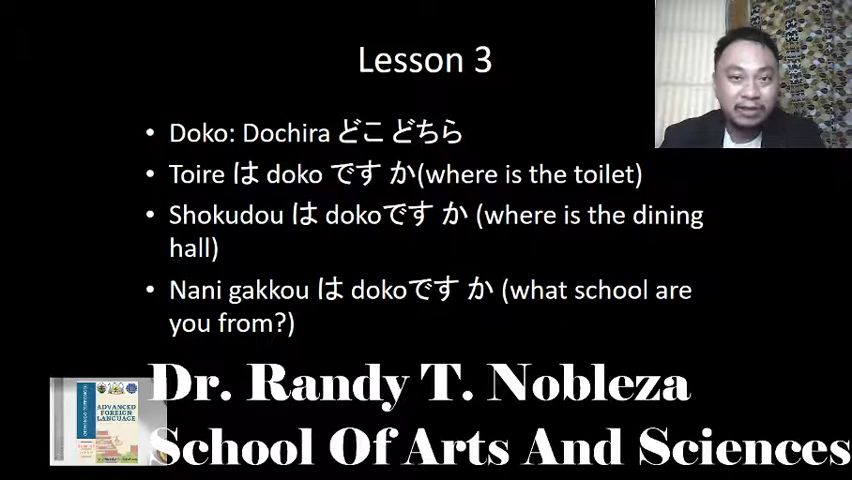 Lesson 3
• Doko: Dochira どこ どちら
• Toire は doko です か(where is the toilet)
• Shokudou は dokoです か (where is the dining
hall)
• Nani gakkou は dokoです か (what school are
you from?)
Dr. Randy T. Nobleza
School Of Arts And Sciences
ADVANCED
FOREIGN
LANGUAGE